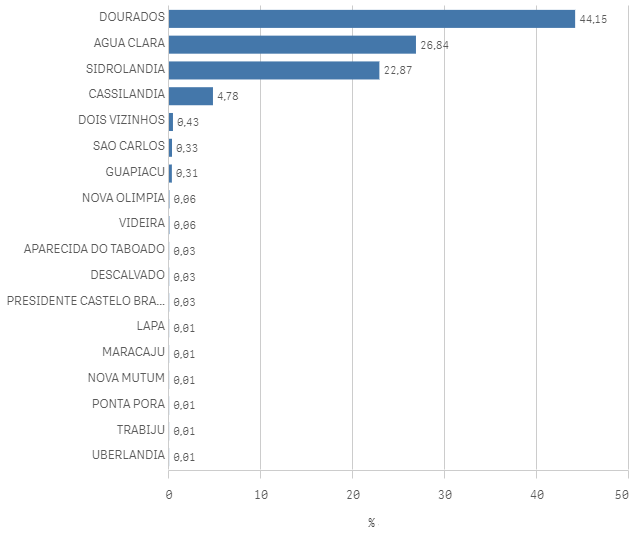 DOURADOS 44,15
AGUA CLARA 26,84
SIDROLANDIA 22,87
CASSILANDIA 4,78
DOIS VIZINHOS 0,43
SAO CARLOS 0,33
GUAPIACU 0,31
NOVA OLIMPIA 0,06
VIDEIRA 0,06
APARECIDA DO TABOADO 0,03
DESCALVADO 0,03
PRESIDENTE CASTELO BRA... 0,03
LAPA 0,01
MARACAJU 0,01
NOVA MUTUM 0,01
PONTA PORA 0,01
TRABIJU 0,01
UBERLANDIA 0,01
0 10 20 30 40 50
%